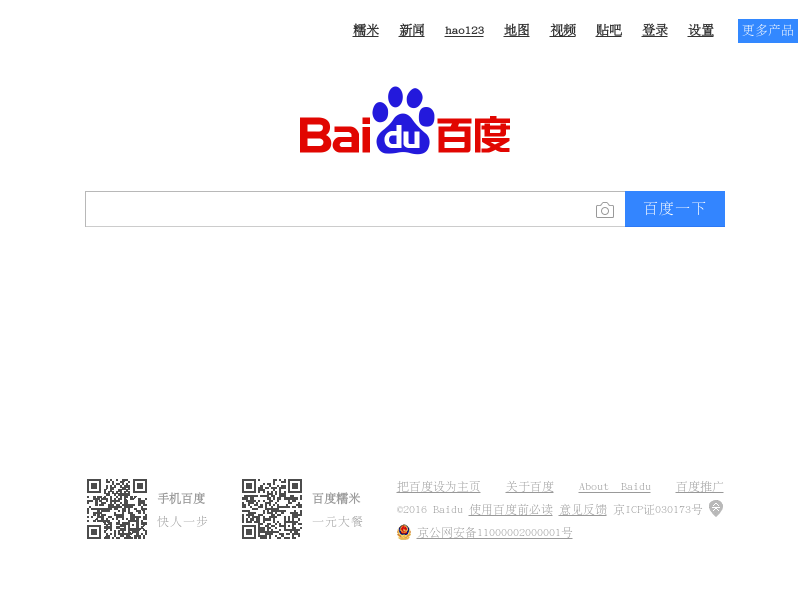 糯米 新闻 hao123 地图 视频 贴吧 登录 设置 更多产品
Bai du 百度
百度一下
手机百度
快人一步
百度糯米
一元大餐
把百度设为主页 关于百度 About Baidu 百度推广
©2016 Baidu 使用百度前必读 意见反馈 京ICP证030173号
京公网安备11000002000001号